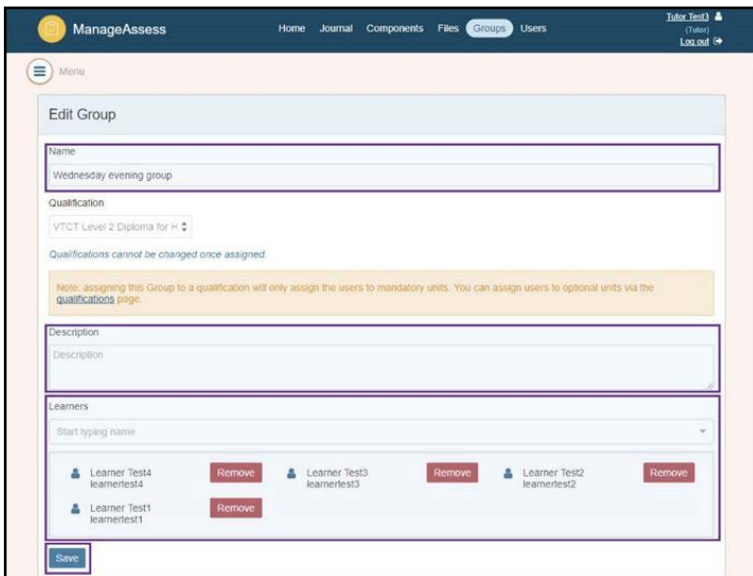 ManageAssess
Home Journal Components Files Groups Users
Tutor Test3
(Tutor)
Log out
Menu
Edit Group
Name
Wednesday evening group
Qualification
VTCT Level 2 Diploma for H
Qualifications cannot be changed once assigned.
Note: assigning this Group to a qualification will only assign the users to mandatory units. You can assign users to optional units via the
qualifications page.
Description
Description
Learners
Start typing name
Learner Test4 Remove Learner Test3 Remove Learner Test2 Remove
learnertest4 learnertest3 learnertest2
Learner Test1 Remove
learnertest1
Save